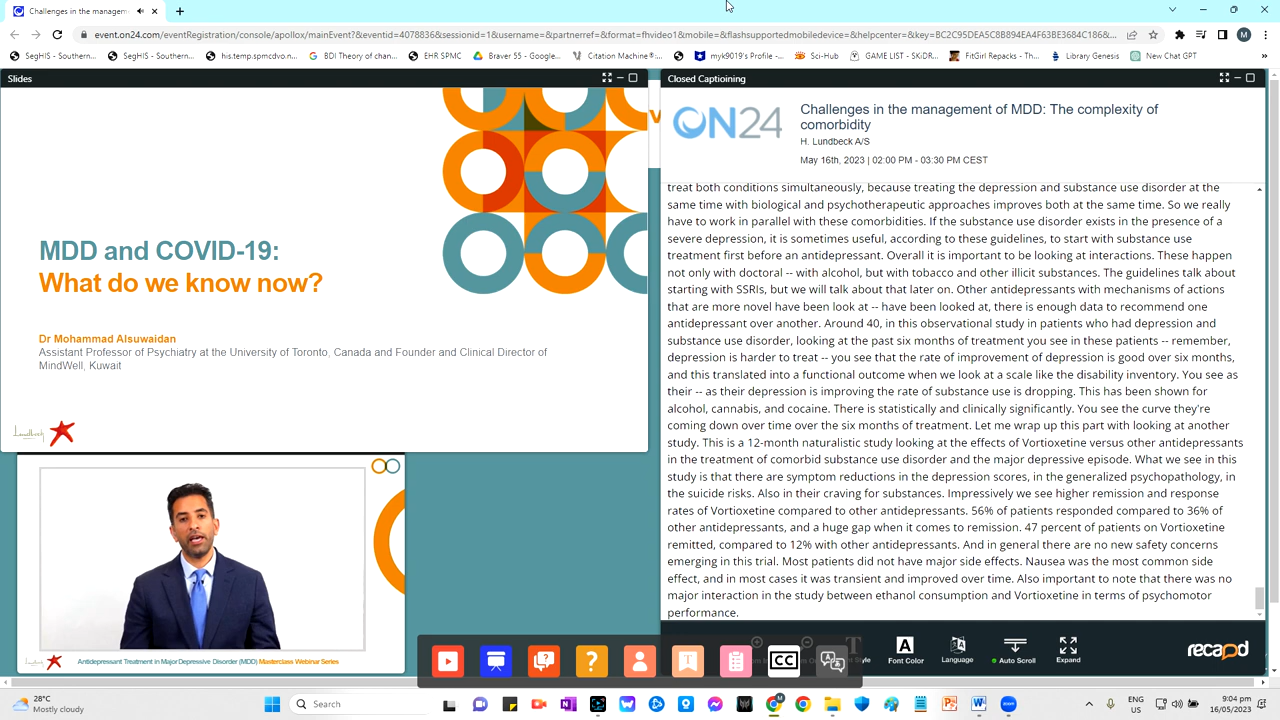 Challenges in the managem
event.on24.com/eventRegistration/console/apollox/mainEvent?&eventid=4078836&sessionid=1&username=&partnerref=&format=fhvideo1&mobile=&flashsupportedmobiledevice=&helpcenter=&key=BC2C95DEA5C8B894EA4F63BE3684C186&...
M
SegHIS - Southern...
SegHIS - Southern...
his.temp.spmcdvo.n...
BDI Theory of chan...
EHR SPMC
Braver 55 - Google...
Citation Machine®...
myk9019's Profile -...
Sci-Hub
GAME LIST - SKiDR...
FitGirl Repacks - Th...
Library Genesis
New Chat GPT
»
Slides
MDD and COVID-19:
What do we know now?
Dr Mohammad Alsuwaidan
Assistant Professor of Psychiatry at the University of Toronto, Canada and Founder and Clinical Director of
MindWell, Kuwait
Lundbeck
Lundbeck
Antidepressant Treatment in Major Depressive Disorder (MDD) Masterclass Webinar Series
Closed Captioining
ON24
Challenges in the management of MDD: The complexity of
comorbidity
H. Lundbeck A/S
May 16th, 2023 | 02:00 PM - 03:30 PM CEST
treat both conditions simultaneously, because treating the depression and substance use disorder at the
same time with biological and psychotherapeutic approaches improves both at the same time. So we really
have to work in parallel with these comorbidities. If the substance use disorder exists in the presence of a
severe depression, it is sometimes useful, according to these guidelines, to start with substance use
treatment first before an antidepressant. Overall it is important to be looking at interactions. These happen
not only with doctoral -- with alcohol, but with tobacco and other illicit substances. The guidelines talk about
starting with SSRIs, but we will talk about that later on. Other antidepressants with mechanisms of actions
that are more novel have been look at -- have been looked at, there is enough data to recommend one
antidepressant over another. Around 40, in this observational study in patients who had depression and
substance use disorder, looking at the past six months of treatment you see in these patients -- remember,
depression is harder to treat -- you see that the rate of improvement of depression is good over six months,
and this translated into a functional outcome when we look at a scale like the disability inventory. You see as
their -- as their depression is improving the rate of substance use is dropping. This has been shown for
alcohol, cannabis, and cocaine. There is statistically and clinically significantly. You see the curve they're
coming down over time over the six months of treatment. Let me wrap up this part with looking at another
study. This is a 12-month naturalistic study looking at the effects of Vortioxetine versus other antidepressants
in the treatment of comorbid substance use disorder and the major depressive episode. What we see in this
study is that there are symptom reductions in the depression scores, in the generalized psychopathology, in
the suicide risks. Also in their craving for substances. Impressively we see higher remission and response
rates of Vortioxetine compared to other antidepressants. 56% of patients responded compared to 36% of
other antidepressants, and a huge gap when it comes to remission. 47 percent of patients on Vortioxetine
remitted, compared to 12% with other antidepressants. And in general there are no new safety concerns
emerging in this trial. Most patients did not have major side effects. Nausea was the most common side
effect, and in most cases it was transient and improved over time. Also important to note that there was no
major interaction in the study between ethanol consumption and Vortioxetine in terms of psychomotor
performance.
Font Color
Language
Auto Scroll
Expand
recapd
CC
28°C
Mostly cloudy
Search
ENG
US
9:04 pm
16/05/2023